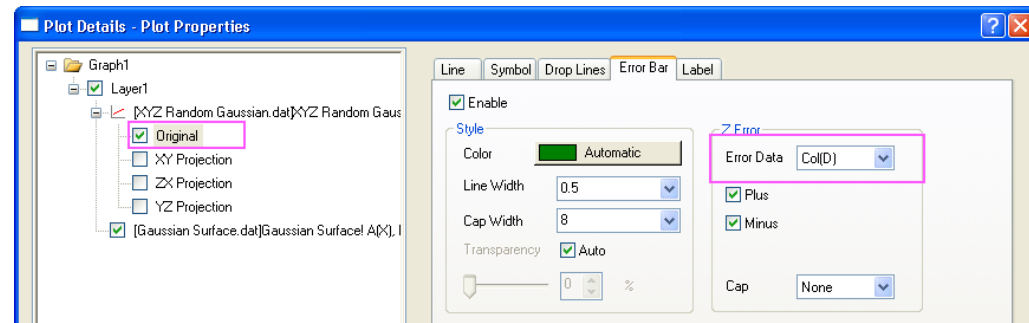 Plot Details - Plot Properties
Graph1
Layer1
[XYZ Random Gaussian.dat]XYZ Random Gaus
Original
XY Projection
ZX Projection
YZ Projection
[Gaussian Surface.dat]Gaussian Surface! A(X),
Line Symbol Drop Lines Error Bar Label
Enable
Style
Color Automatic
Line Width 0.5
Cap Width 8
Transparency Auto
0 %
Z Error
Error Data Col(D)
Plus
Minus
Cap None